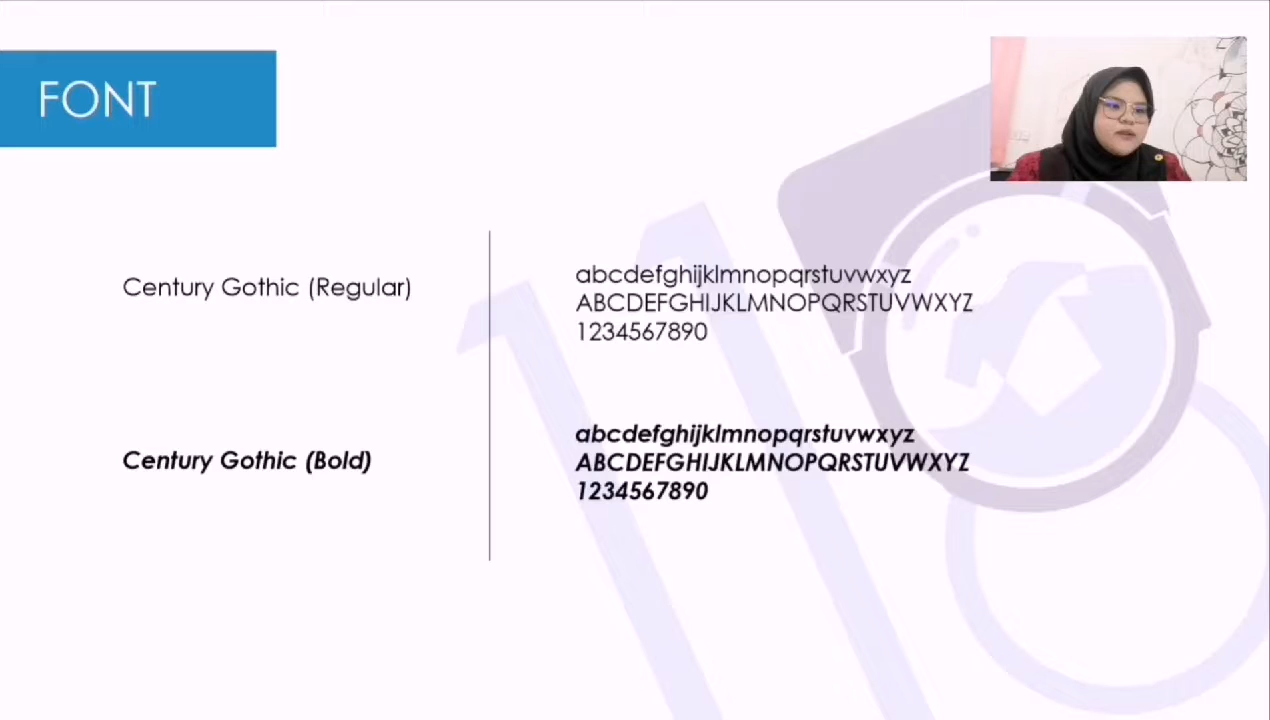 FONT
Century Gothic (Regular)
abcdefghijklmnopqrstuvwxyz
ABCDEFGHIJKLMNOPQRSTUVWXYZ
1234567890
Century Gothic (Bold)
abcdefghijklmnopqrstuvwxyz
ABCDEFGHIJKLMNOPQRSTUVWXYZ
1234567890